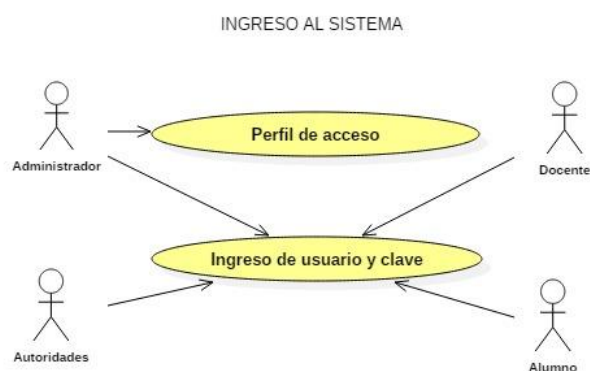 INGRESO AL SISTEMA
Perfil de acceso
Administrador
Docente
Ingreso de usuario y clave
Autoridades
Alumno